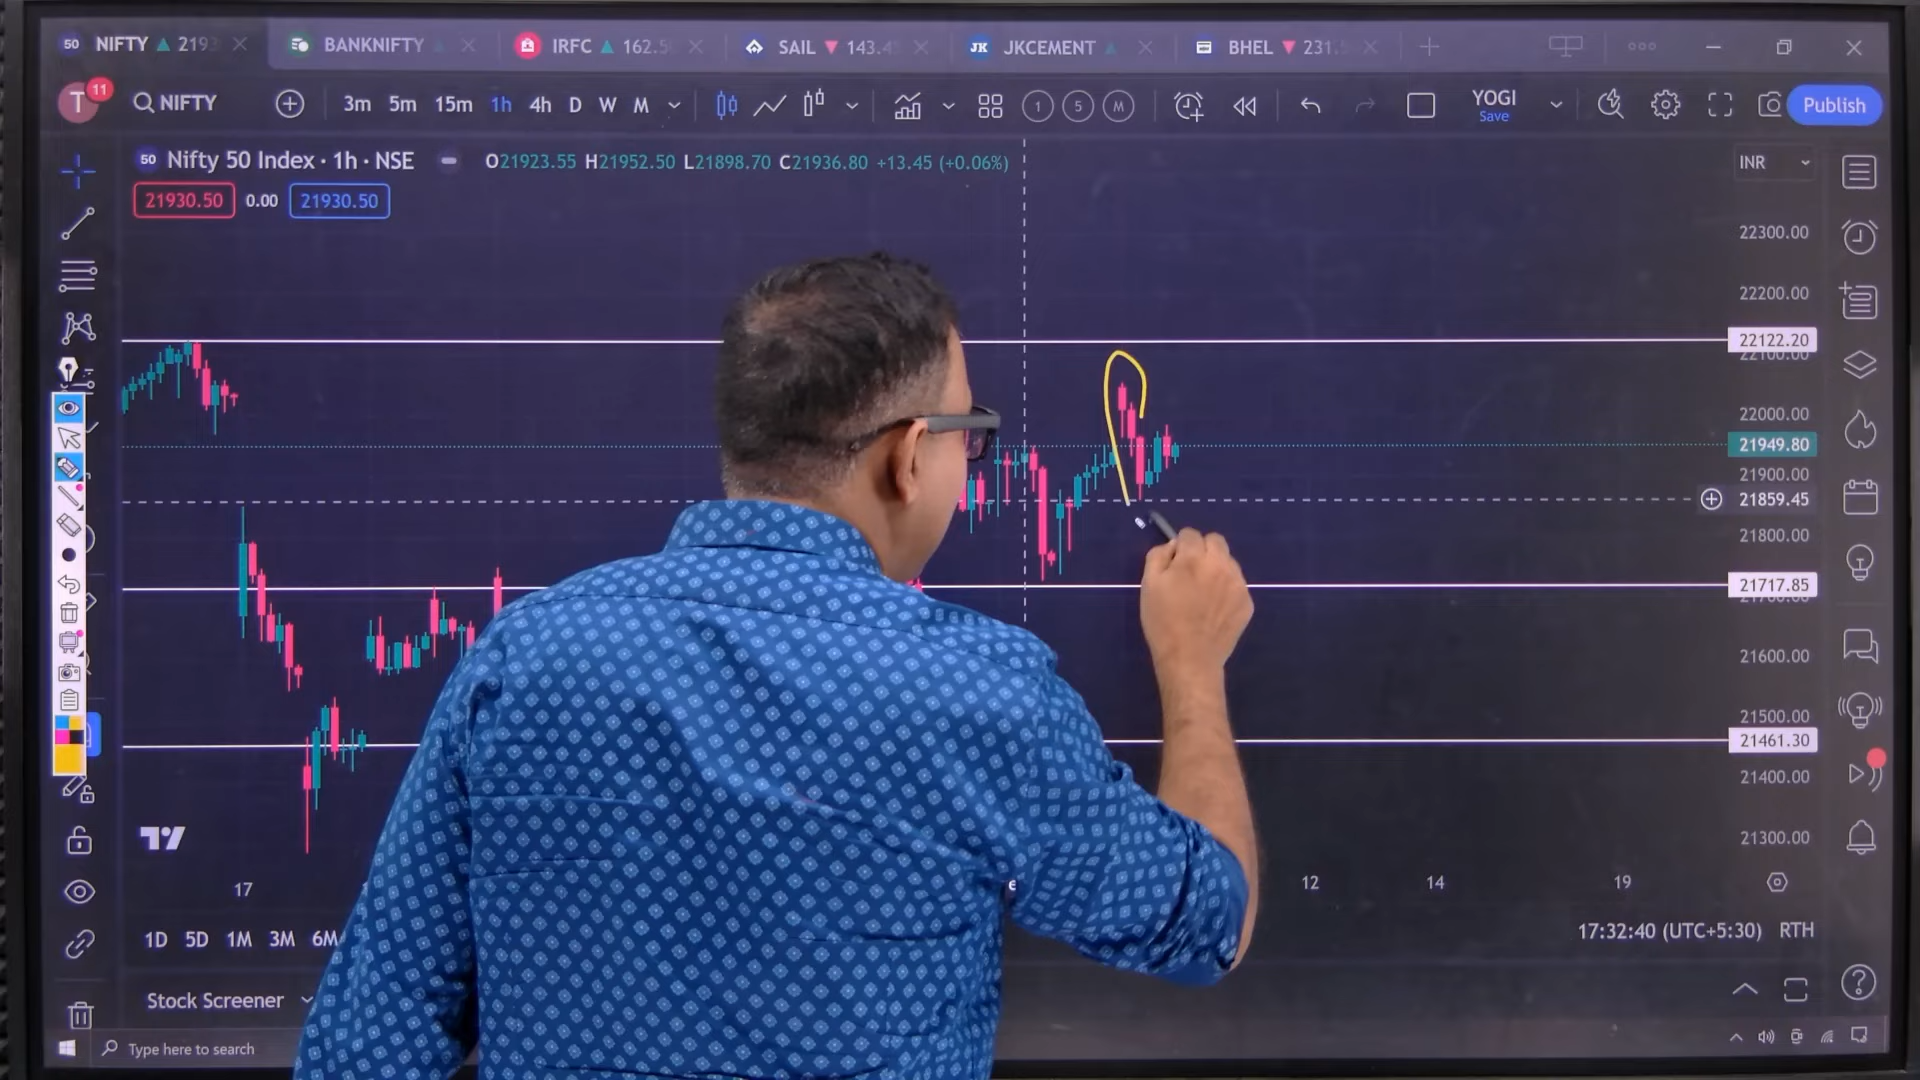 50 NIFTY 219
BANKNIFTY
IRFC 162.5
SAIL 143.4
JK JKCEMENT
BHEL 231.5
T 11 NIFTY 3m 5m 15m 1h 4h D W M 1 5 M YOGI Save Publish
50 Nifty 50 Index · 1h · NSE O21923.55 H21952.50 L21898.70 C21936.80 +13.45 (+0.06%) INR
21930.50 0.00 21930.50
22300.00
22200.00
22122.20
22100.00
22000.00
21949.80
21900.00
21859.45
21800.00
21717.85
21600.00
21500.00
21461.30
21400.00
21300.00
17 12 14 19
1D 5D 1M 3M 6M 17:32:40 (UTC+5:30) RTH
Stock Screener
Type here to search